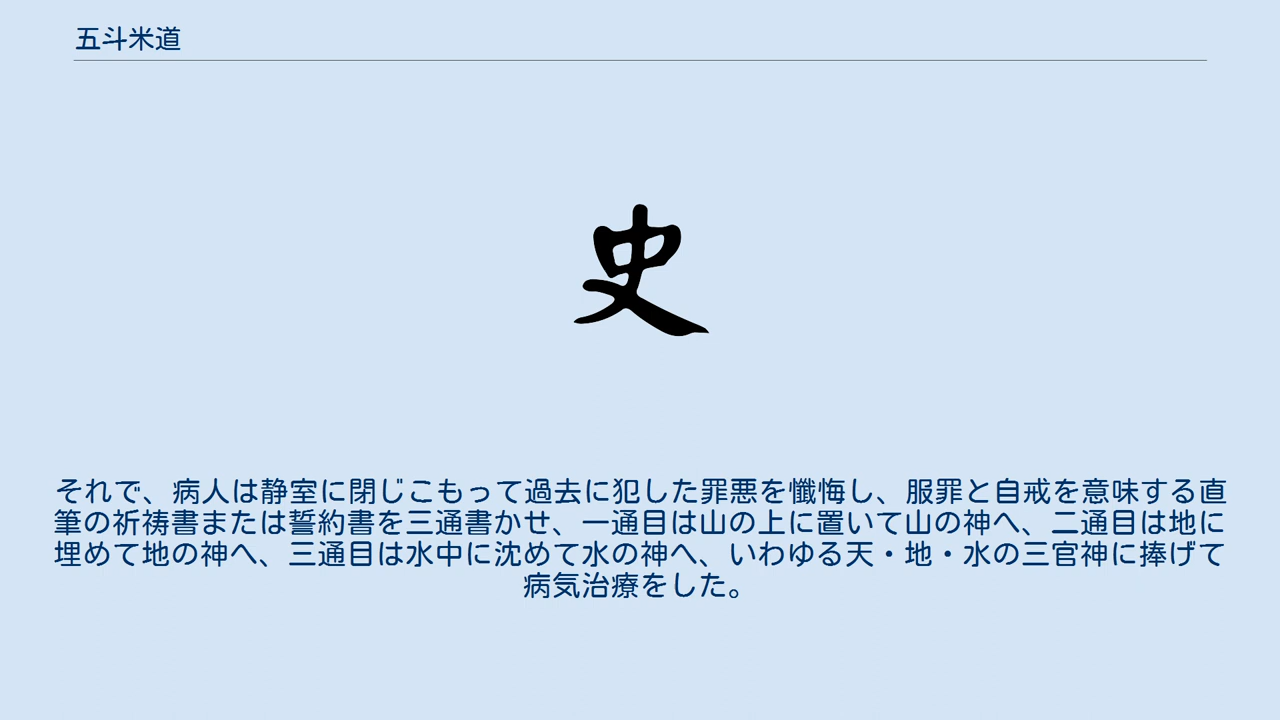 五斗米道
史
それで、病人は静室に閉じこもって過去に犯した罪悪を懺悔し、服罪と自戒を意味する直
筆の祈祷書または誓約書を三通書かせ、一通目は山の上に置いて山の神へ、二通目は地に
埋めて地の神へ、三通目は水中に沈めて水の神へ、いわゆる天・地・水の三官神に捧げて
病気治療をした。